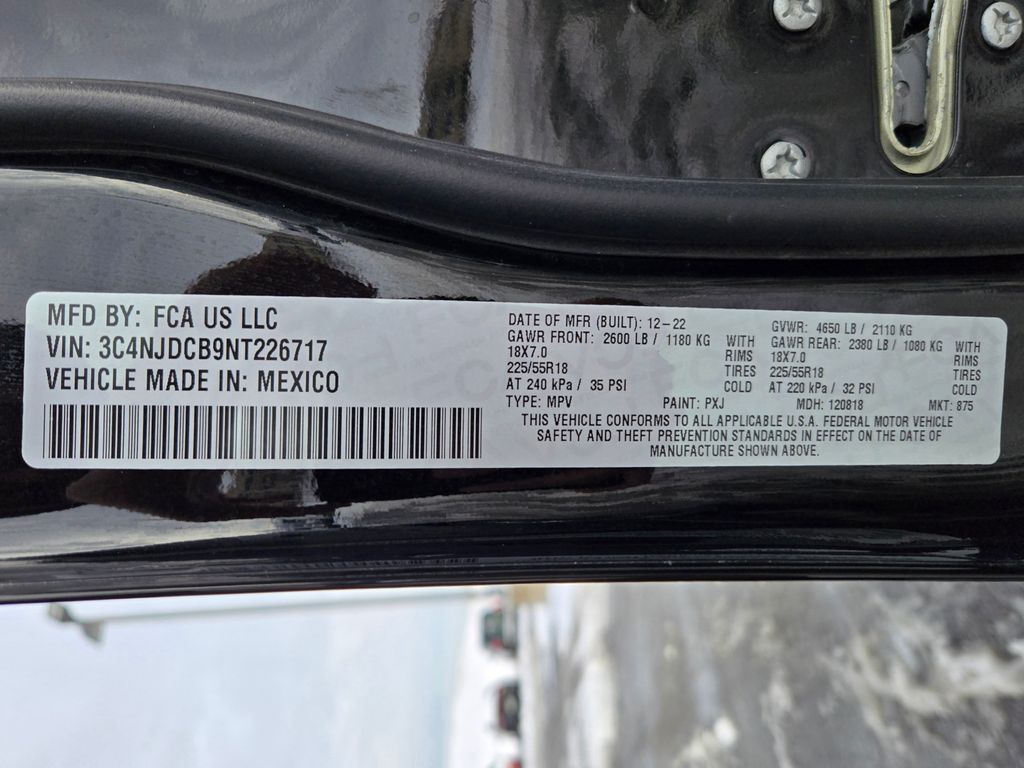 MFD BY: FCA US LLC
VIN: 3C4NJDCB9NT226717
VEHICLE MADE IN: MEXICO
DATE OF MFR (BUILT): 12-22 GVWR: 4650 LB / 2110 KG
GAWR FRONT: 2600 LB / 1180 KG WITH GAWR REAR: 2380 LB / 1080 KG WITH
18X7.0 RIMS 18X7.0 RIMS
225/55R18 TIRES 225/55R18 TIRES
AT 240 kPa / 35 PSI COLD AT 220 kPa / 32 PSI COLD
TYPE: MPV PAINT: PXJ MDH: 120818 MKT: 875
THIS VEHICLE CONFORMS TO ALL APPLICABLE U.S.A. FEDERAL MOTOR VEHICLE
SAFETY AND THEFT PREVENTION STANDARDS IN EFFECT ON THE DATE OF
MANUFACTURE SHOWN ABOVE.